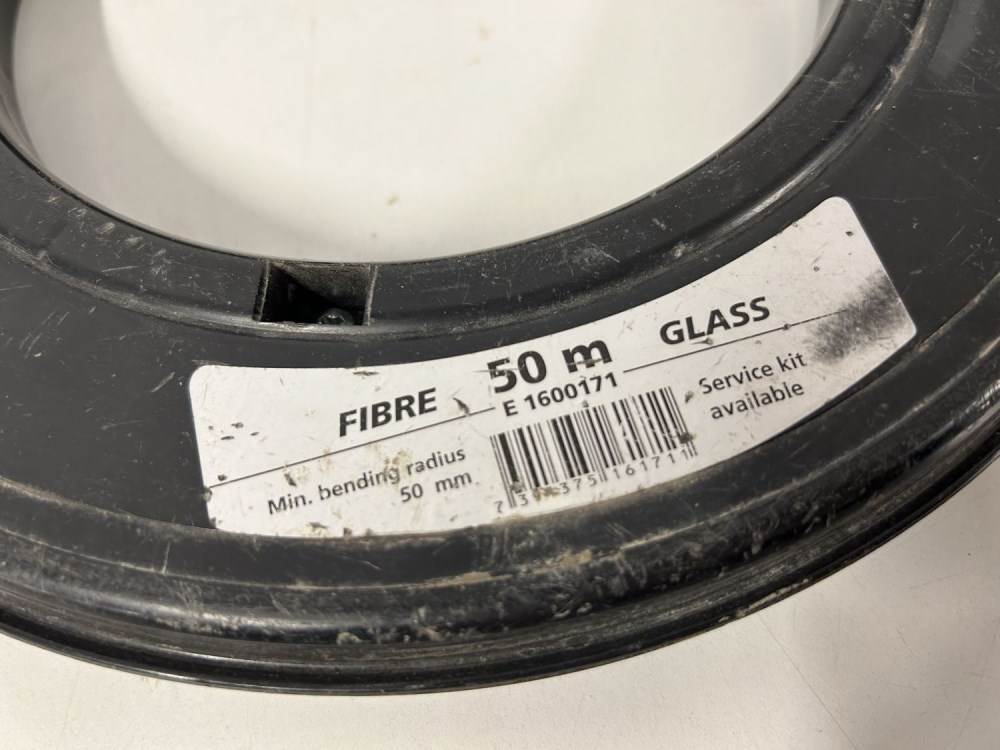 FIBRE 50 m GLASS
E 1600171
Min. bending radius
50 mm
Service kit
available